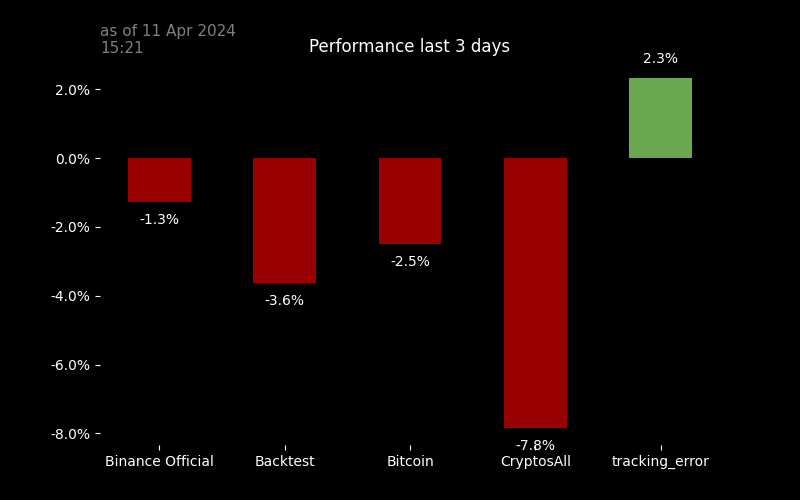 as of 11 Apr 2024
15:21
Performance last 3 days
2.3%
2.0%
0.0%
-1.3%
-2.0%
-2.5%
-3.6%
-4.0%
-6.0%
-7.8%
-8.0%
Binance Official
Backtest
Bitcoin
CryptosAll
tracking_error